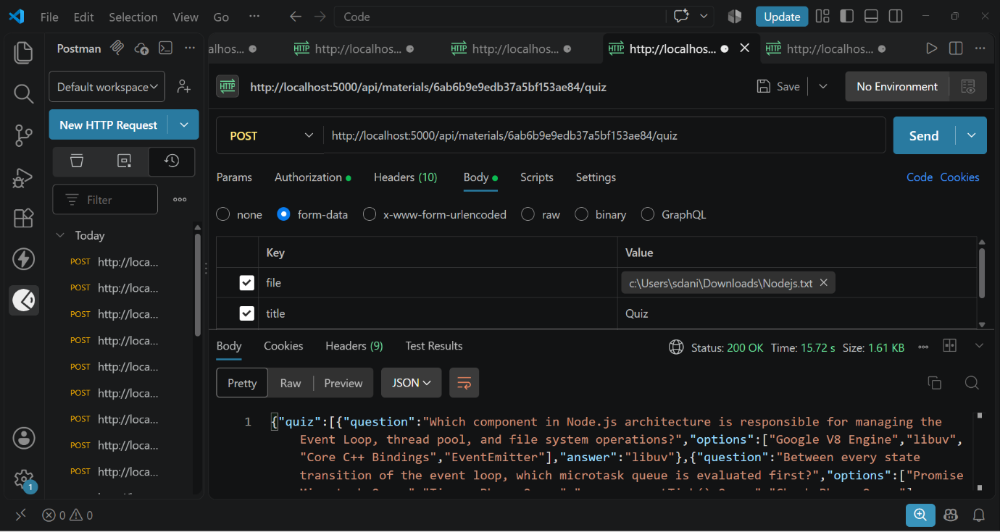 File Edit Selection View Go ··· Code Update
Postman
alhos...
http://localhos...
http://localhos...
http://localhos...
http://localhos...
Default workspace
http://localhost:5000/api/materials/6ab6b9e9edb37a5bf153ae84/quiz
Save
No Environment
New HTTP Request
POST http://localhost:5000/api/materials/6ab6b9e9edb37a5bf153ae84/quiz Send
Params Authorization Headers (10) Body Scripts Settings Code Cookies
Filter
none form-data x-www-form-urlencoded raw binary GraphQL
Today
Key Value
POST http://loca...
file c:\Users\sdani\Downloads\Nodejs.txt
POST http://loca...
title Quiz
POST http://loca...
POST http://loca...
Body Cookies Headers (9) Test Results Status: 200 OK Time: 15.72 s Size: 1.61 KB
POST http://loca...
Pretty Raw Preview JSON
POST http://loca...
POST http://loca...
POST http://loca...
POST http://loca...
1 {"quiz":[{"question":"Which component in Node.js architecture is responsible for managing the
Event Loop, thread pool, and file system operations?","options":["Google V8 Engine","libuv",
"Core C++ Bindings","EventEmitter"],"answer":"libuv"},{"question":"Between every state
transition of the event loop, which microtask queue is evaluated first?","options":["Promise
1
0 0